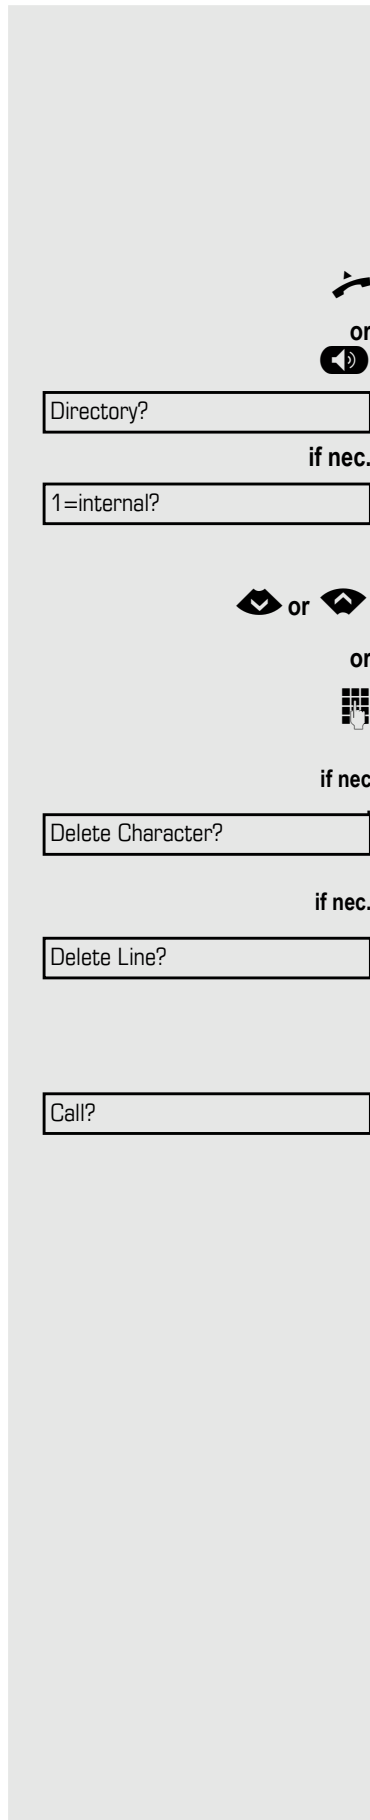 or
Directory?
if nec.
1=internal?
or
or
if nec
.
Delete Character?
if nec.
Delete Line?
Call?